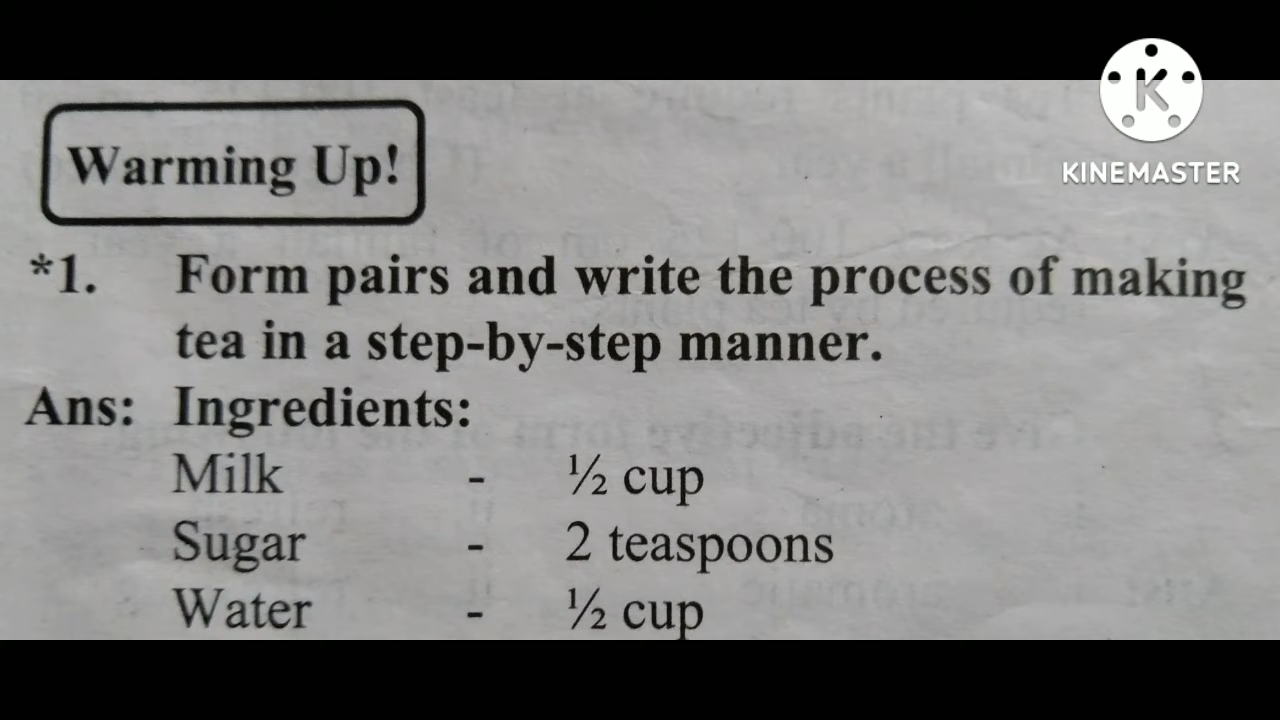 KINEMASTER
Warming Up!
*1. Form pairs and write the process of making
tea in a step-by-step manner.
Ans: Ingredients:
Milk - ½ cup
Sugar - 2 teaspoons
Water - ½ cup